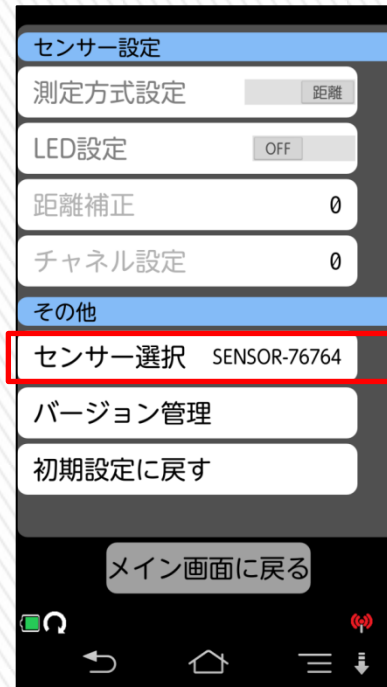 センサー設定
測定方式設定 距離
LED設定 OFF
距離補正 0
チャネル設定 0
その他
センサー選択 SENSOR-76764
バージョン管理
初期設定に戻す
メイン画面に戻る